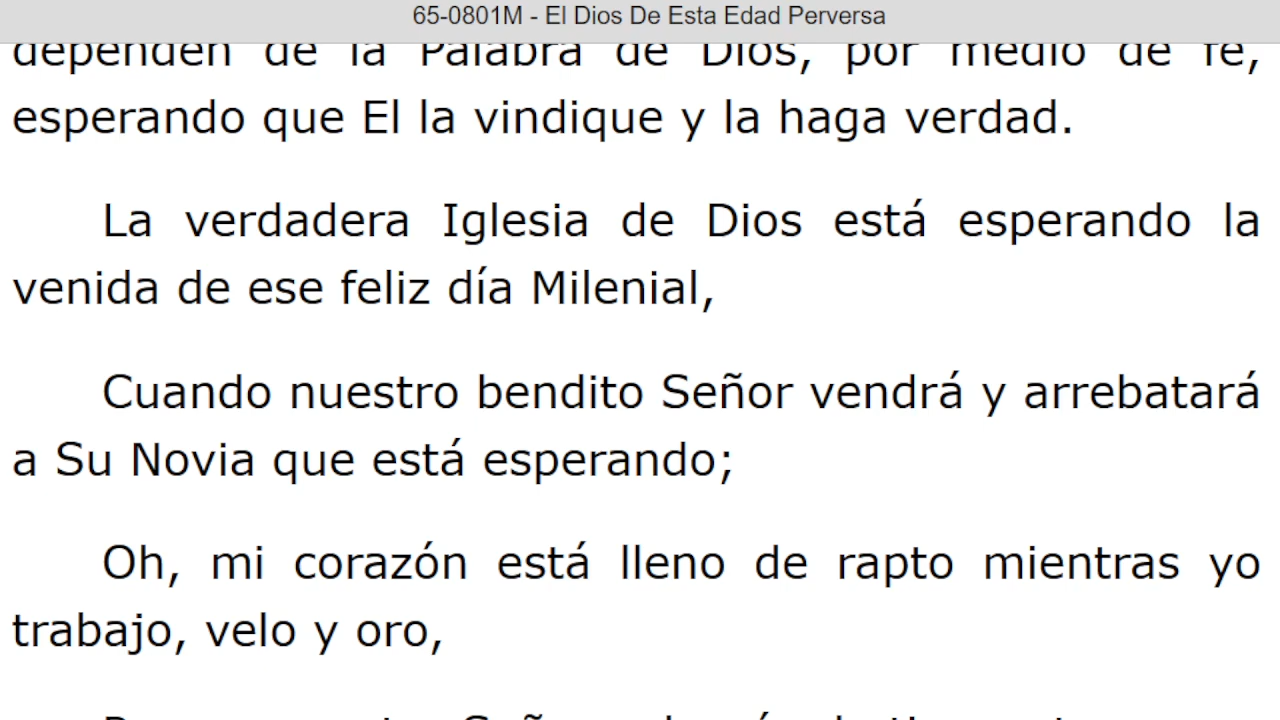 65-0801M - El Dios De Esta Edad Perversa
dependen de la Palabra de Dios, por medio de fe,
esperando que El la vindique y la haga verdad.
La verdadera Iglesia de Dios está esperando la
venida de ese feliz día Milenial,
Cuando nuestro bendito Señor vendrá y arrebatará
a Su Novia que está esperando;
Oh, mi corazón está lleno de rapto mientras yo
trabajo, velo y oro,